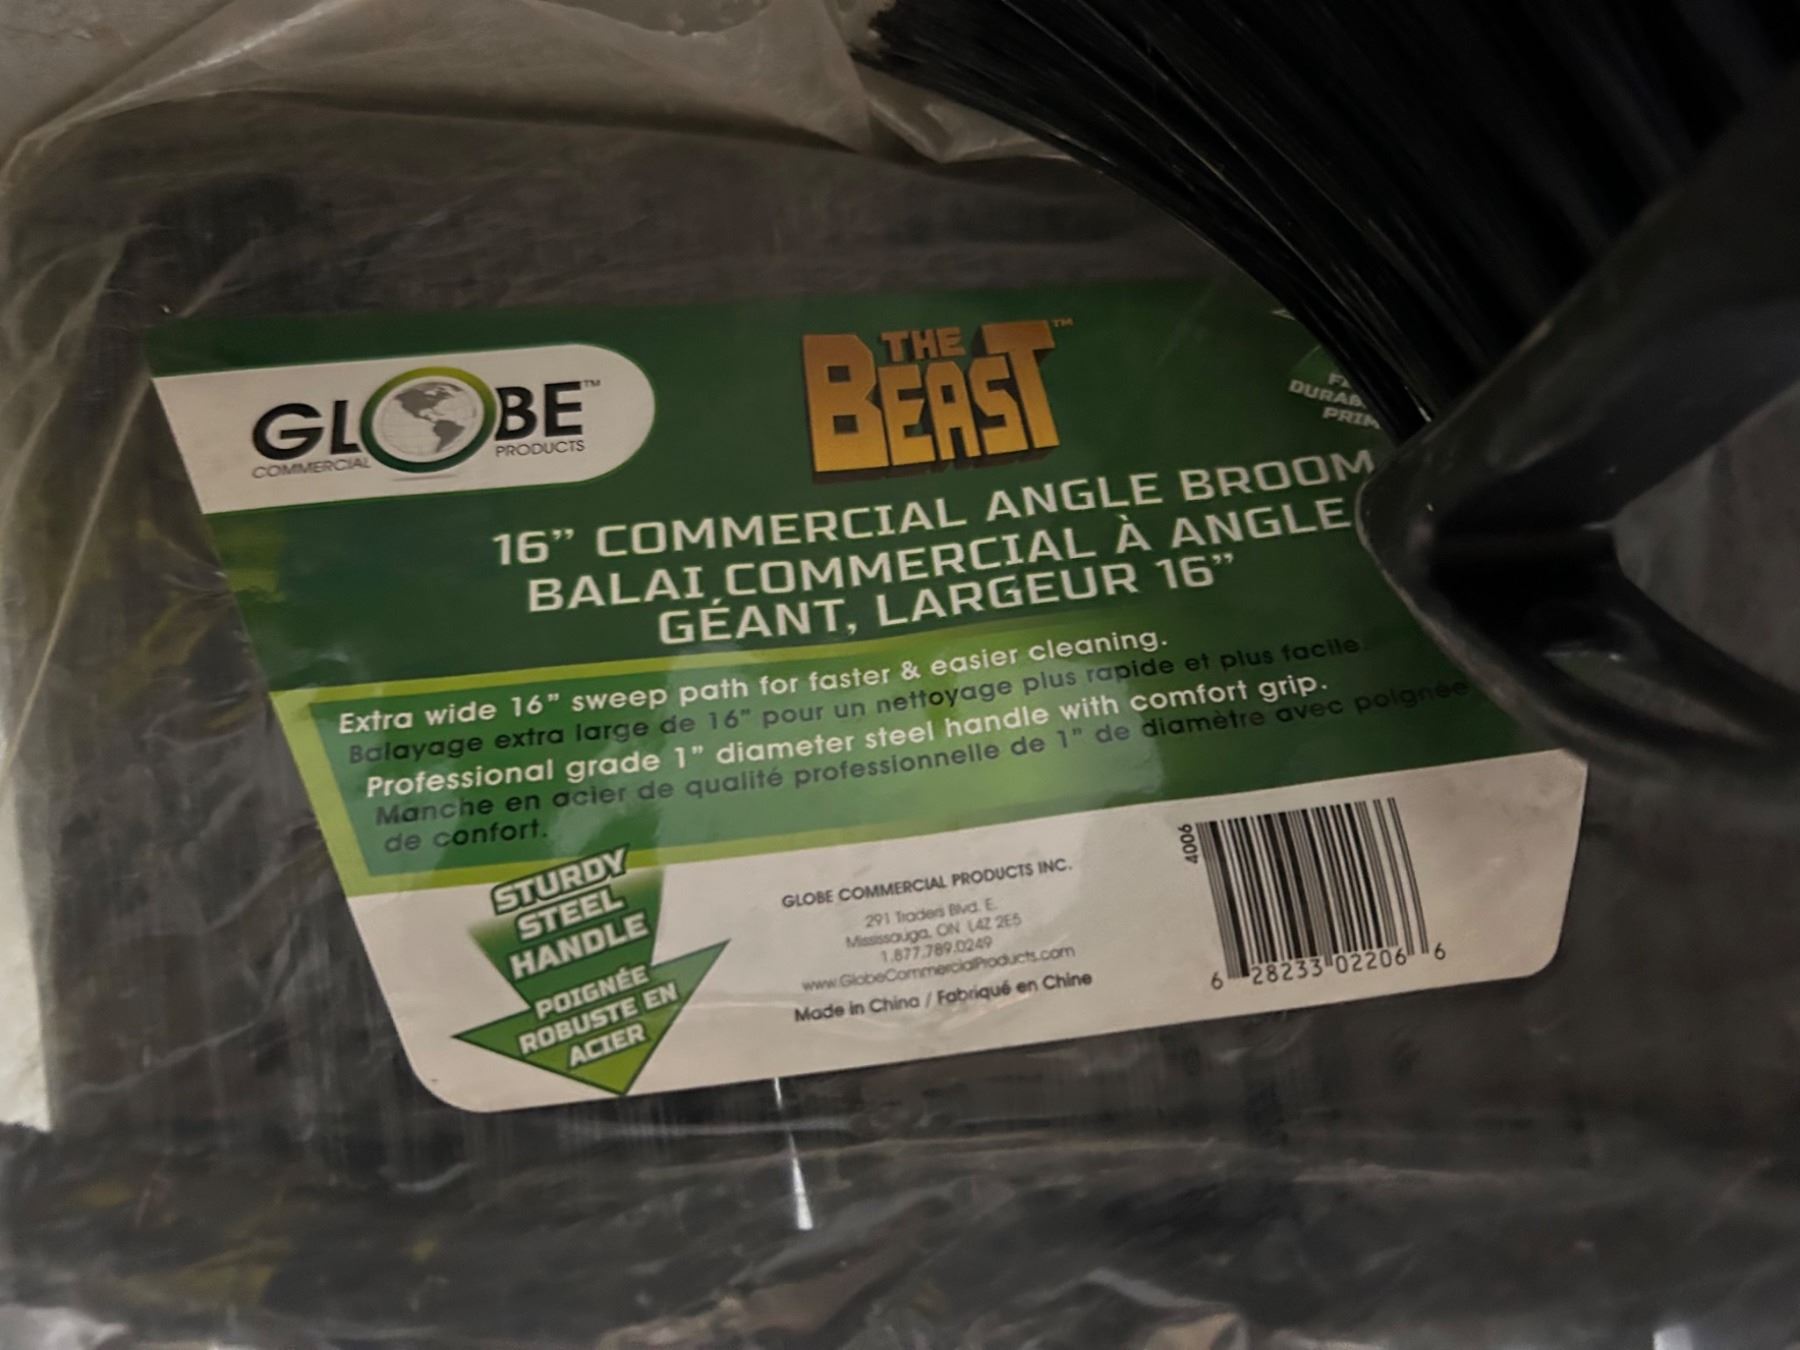 GLOBE™
COMMERCIAL PRODUCTS
THE
BEAST™
DURAB
16” COMMERCIAL ANGLE BROOM
BALAI COMMERCIAL À ANGLE
GÉANT, LARGEUR 16”
Extra wide 16” sweep path for faster & easier cleaning.
Balayage extra large de 16” pour un nettoyage plus rapide et plus facile.
Professional grade 1” diameter steel handle with comfort grip.
Manche en acier de qualité professionnelle de 1” de diamètre avec poignée
de confort.
STURDY
STEEL
HANDLE
POIGNÉE
ROBUSTE EN
ACIER
GLOBE COMMERCIAL PRODUCTS INC.
291 Traders Blvd. E.
Mississauga, ON L4Z 2E5
1.877.789.0249
www.GlobeCommercialProducts.com
Made in China / Fabriqué en Chine
4006
6 28233 02206 6